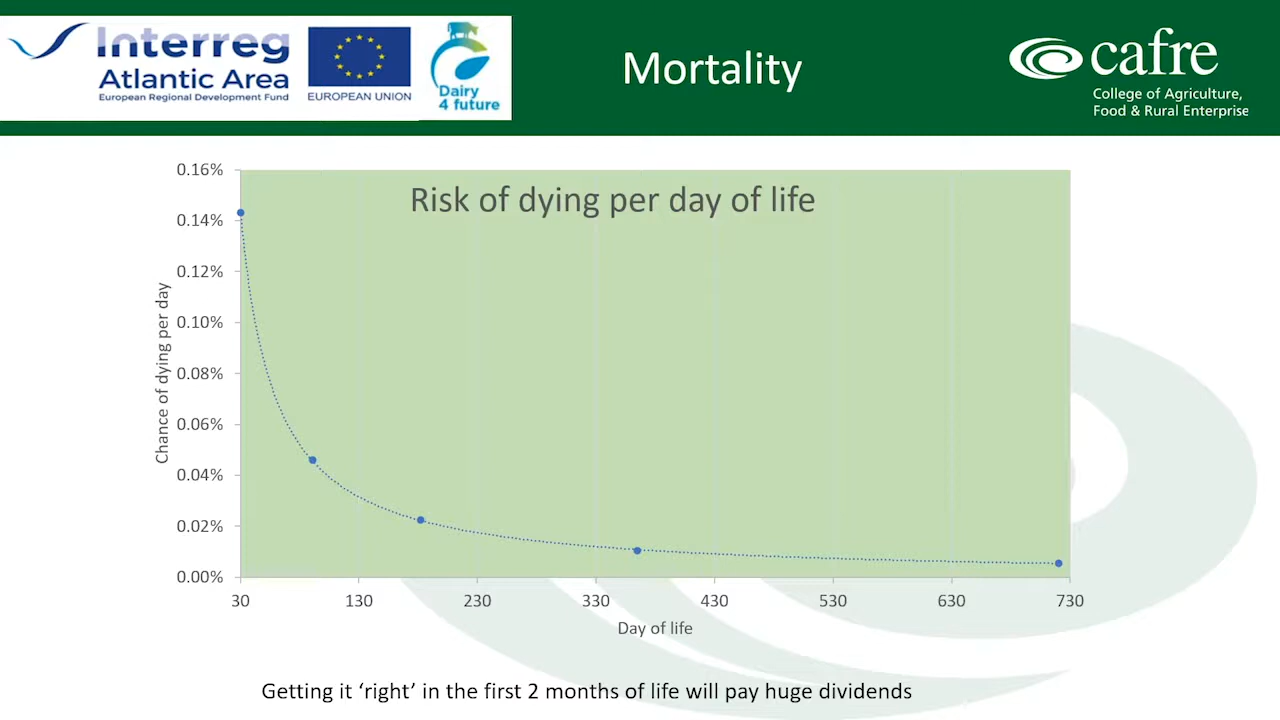 Interreg
Atlantic Area
European Regional Development Fund
EUROPEAN UNION
Dairy
4 future
Mortality
cafre
College of Agriculture,
Food & Rural Enterprise
Risk of dying per day of life
Chance of dying per day
0.16%
0.14%
0.12%
0.10%
0.08%
0.06%
0.04%
0.02%
0.00%
30 130 230 330 430 530 630 730
Day of life
Getting it ‘right’ in the first 2 months of life will pay huge dividends